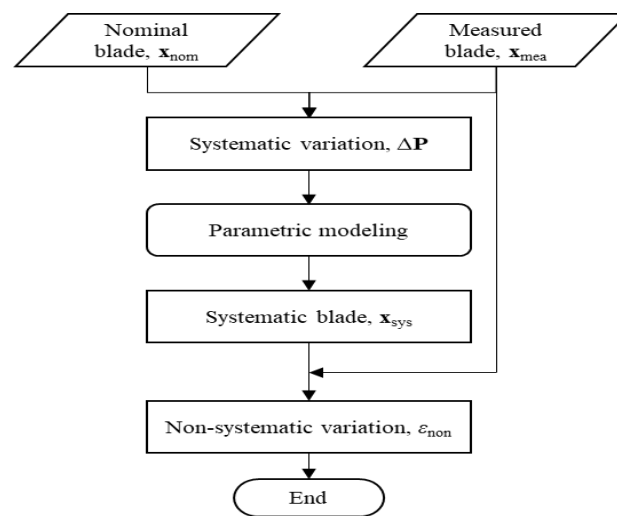 Nominal
blade, xnom
Measured
blade, xmea
Systematic variation, ΔP
Parametric modeling
Systematic blade, xsys
Non-systematic variation, εnon
End